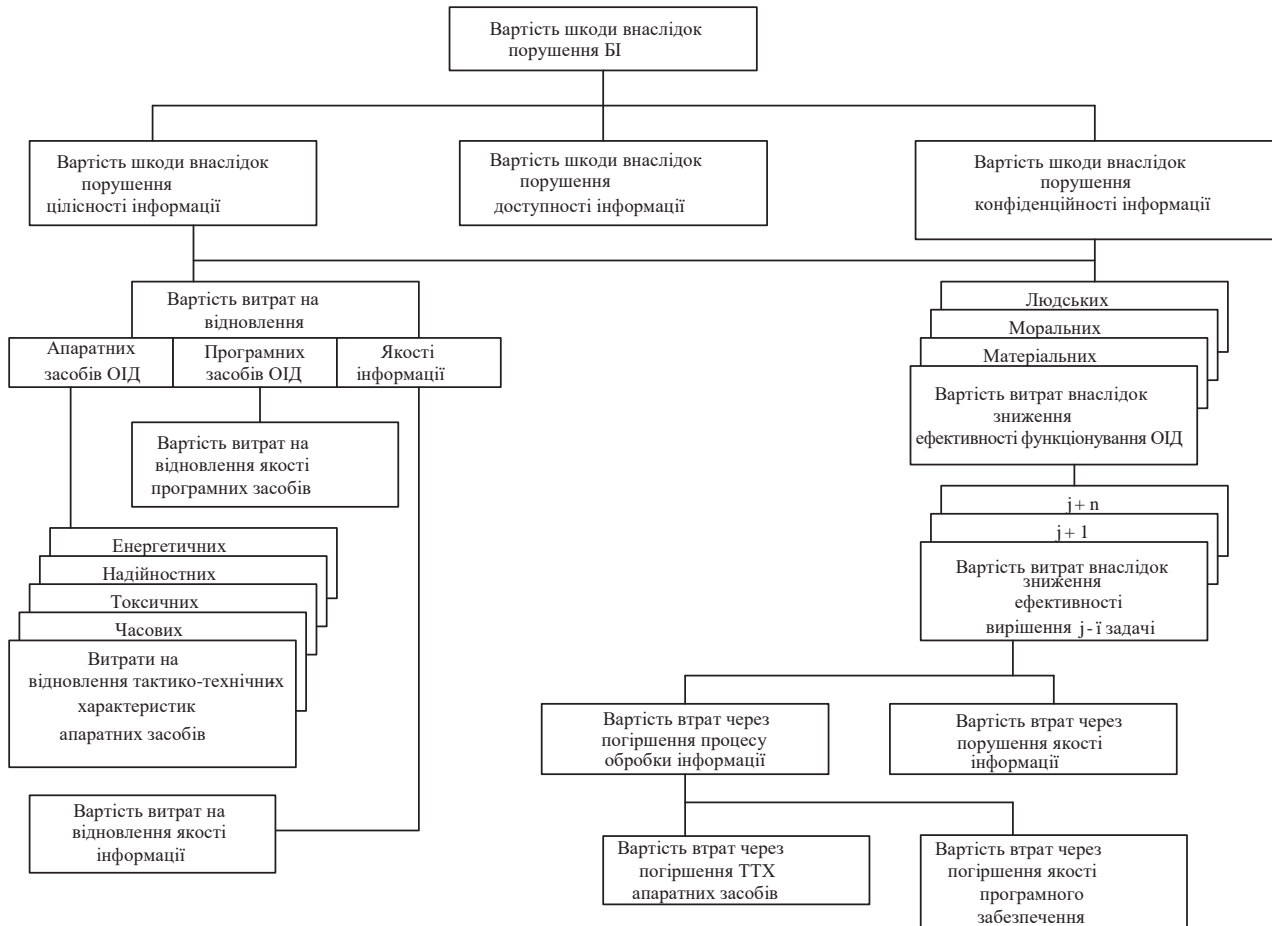 Вартість шкоди внаслідок
порушення БІ
Вартість шкоди внаслідок
порушення
цілісності інформації
Вартість шкоди внаслідок
порушення
доступності інформації
Вартість шкоди внаслідок
порушення
конфіденційності інформації
Вартість витрат на
відновлення
Апаратних
засобів ОІД
Програмних
засобів ОІД
Якості
інформації
Вартість витрат на
відновлення якості
програмних засобів
Енергетичних
Надійностних
Токсичних
Часових
Витрати на
відновлення тактико-технічних
характеристик
апаратних засобів
Вартість витрат на
відновлення якості
інформації
Людських
Моральних
Матеріальних
Вартість витрат внаслідок
зниження
ефективності функціонування ОІД
j + n
j + 1
Вартість витрат внаслідок
зниження
ефективності
вирішення j-ї задачі
Вартість втрат через
погіршення процесу
обробки інформації
Вартість втрат через
порушення якості
інформації
Вартість втрат через
погіршення ТТХ
апаратних засобів
Вартість втрат через
погіршення якості
програмного
забезпечення